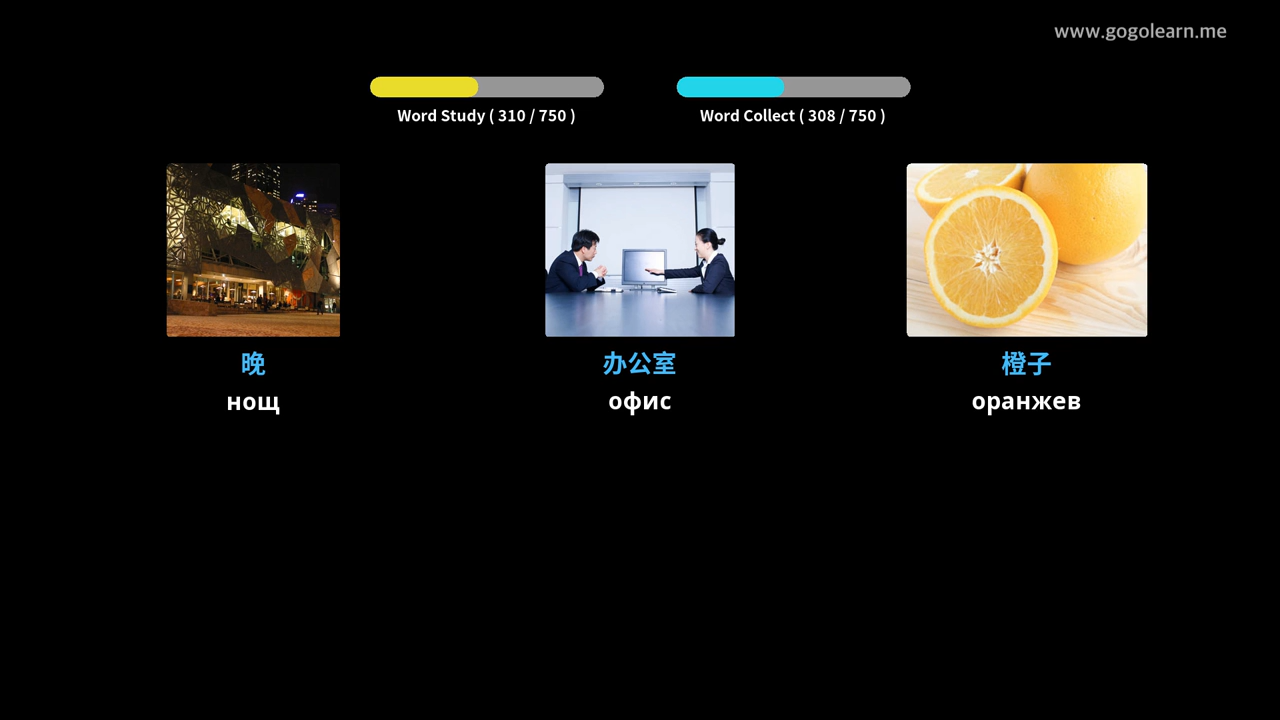 www.gogolearn.me
Word Study ( 310 / 750 )
Word Collect ( 308 / 750 )
晚
办公室
橙子
нощ
офис
оранжев